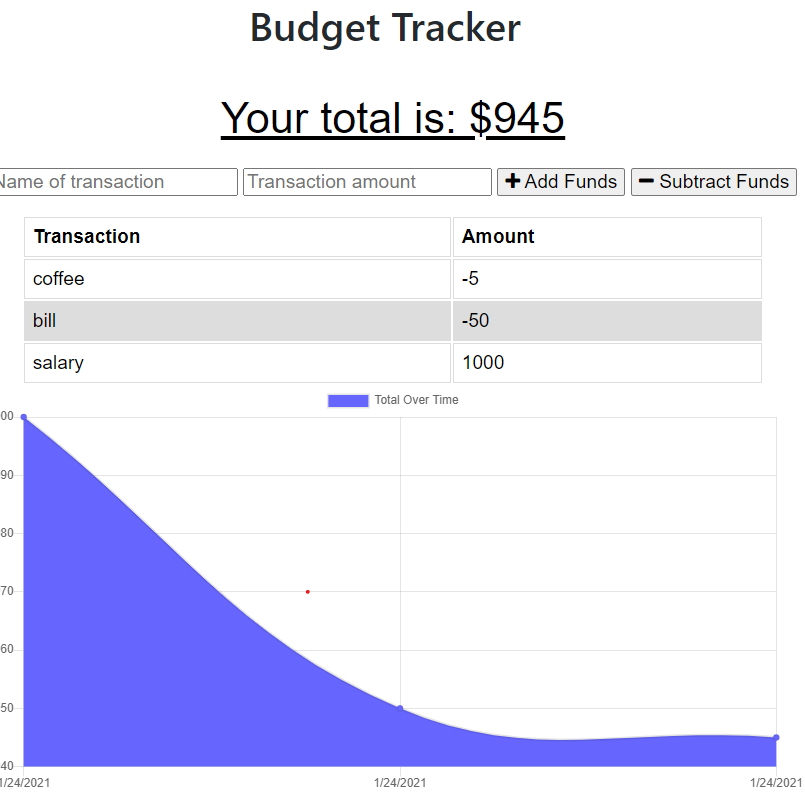 Budget Tracker
Your total is: $945
Name of transaction Transaction amount Add Funds Subtract Funds
Transaction Amount
coffee -5
bill -50
salary 1000
Total Over Time
00
90
80
70
60
50
40
1/24/2021 1/24/2021 1/24/2021